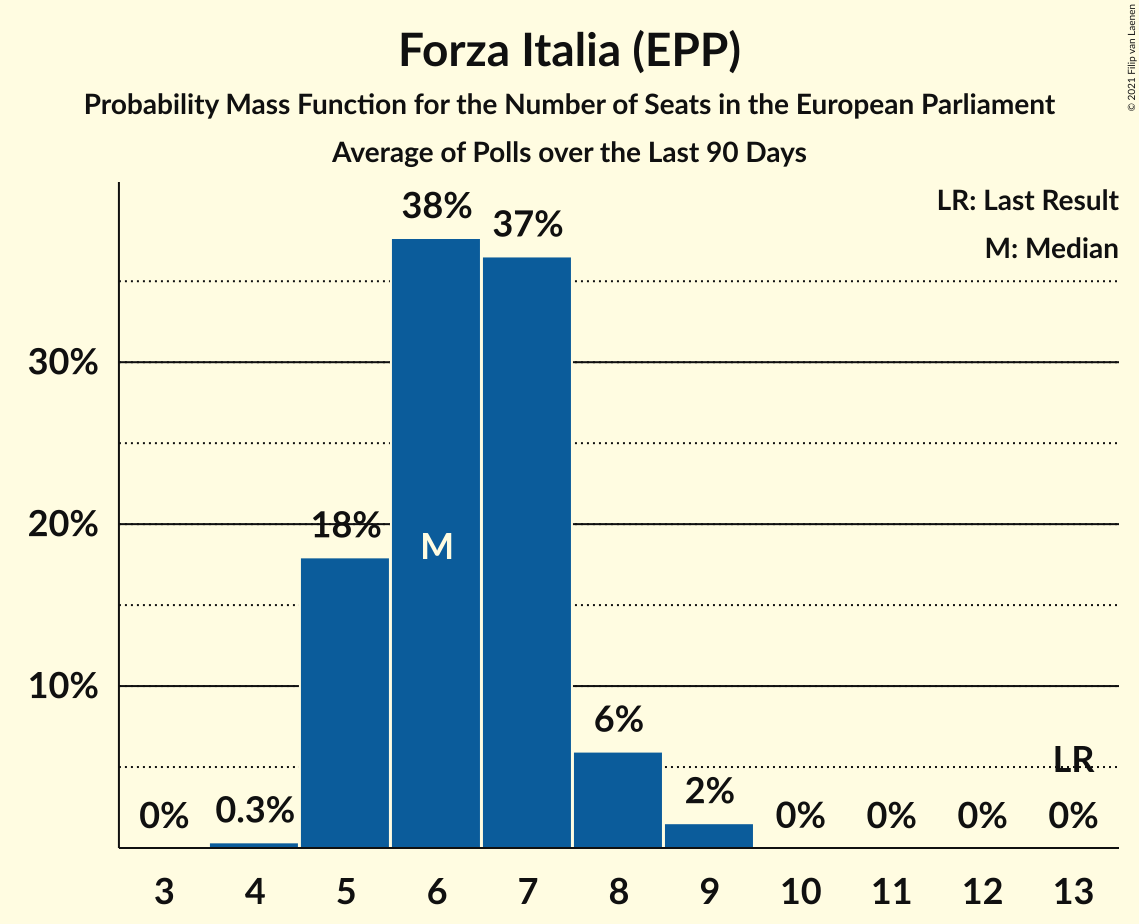 Forza Italia (EPP)
Probability Mass Function for the Number of Seats in the European Parliament
Average of Polls over the Last 90 Days
© 2021 Filip van Laenen
LR: Last Result
M: Median
38%
37%
30%
20%
18%
M
10%
6%
LR
2%
0%
0.3%
0%
0%
0%
0%
3 4 5 6 7 8 9 10 11 12 13